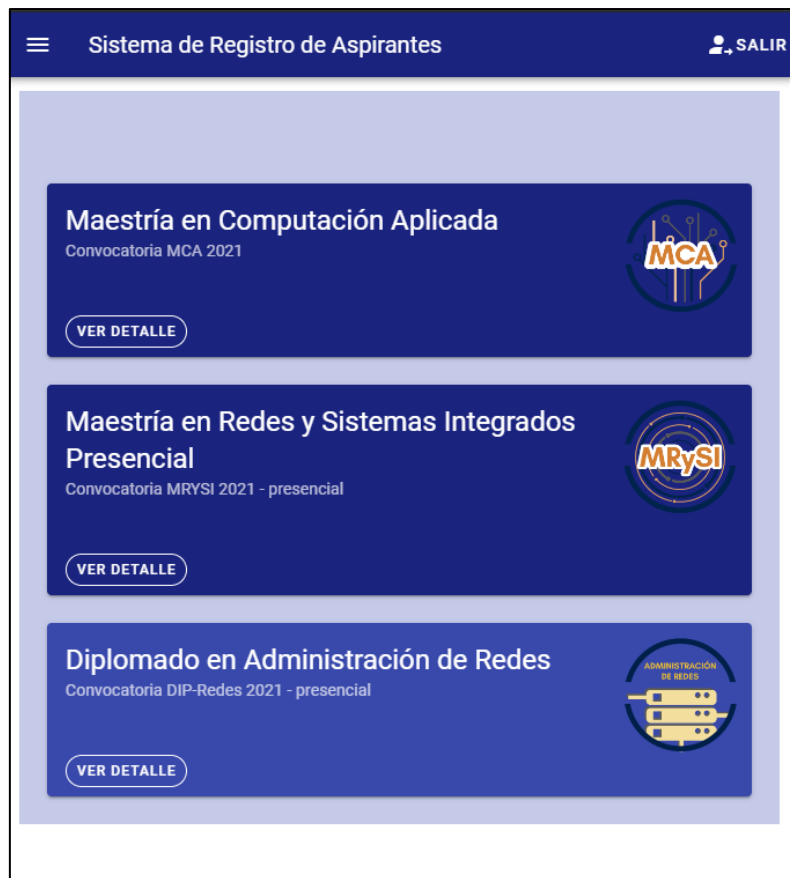 Sistema de Registro de Aspirantes
SALIR
Maestría en Computación Aplicada
Convocatoria MCA 2021
MCA
VER DETALLE
Maestría en Redes y Sistemas Integrados
Presencial
Convocatoria MRYSI 2021 - presencial
MRySI
VER DETALLE
Diplomado en Administración de Redes
Convocatoria DIP-Redes 2021 - presencial
ADMINISTRACIÓN
DE REDES
VER DETALLE